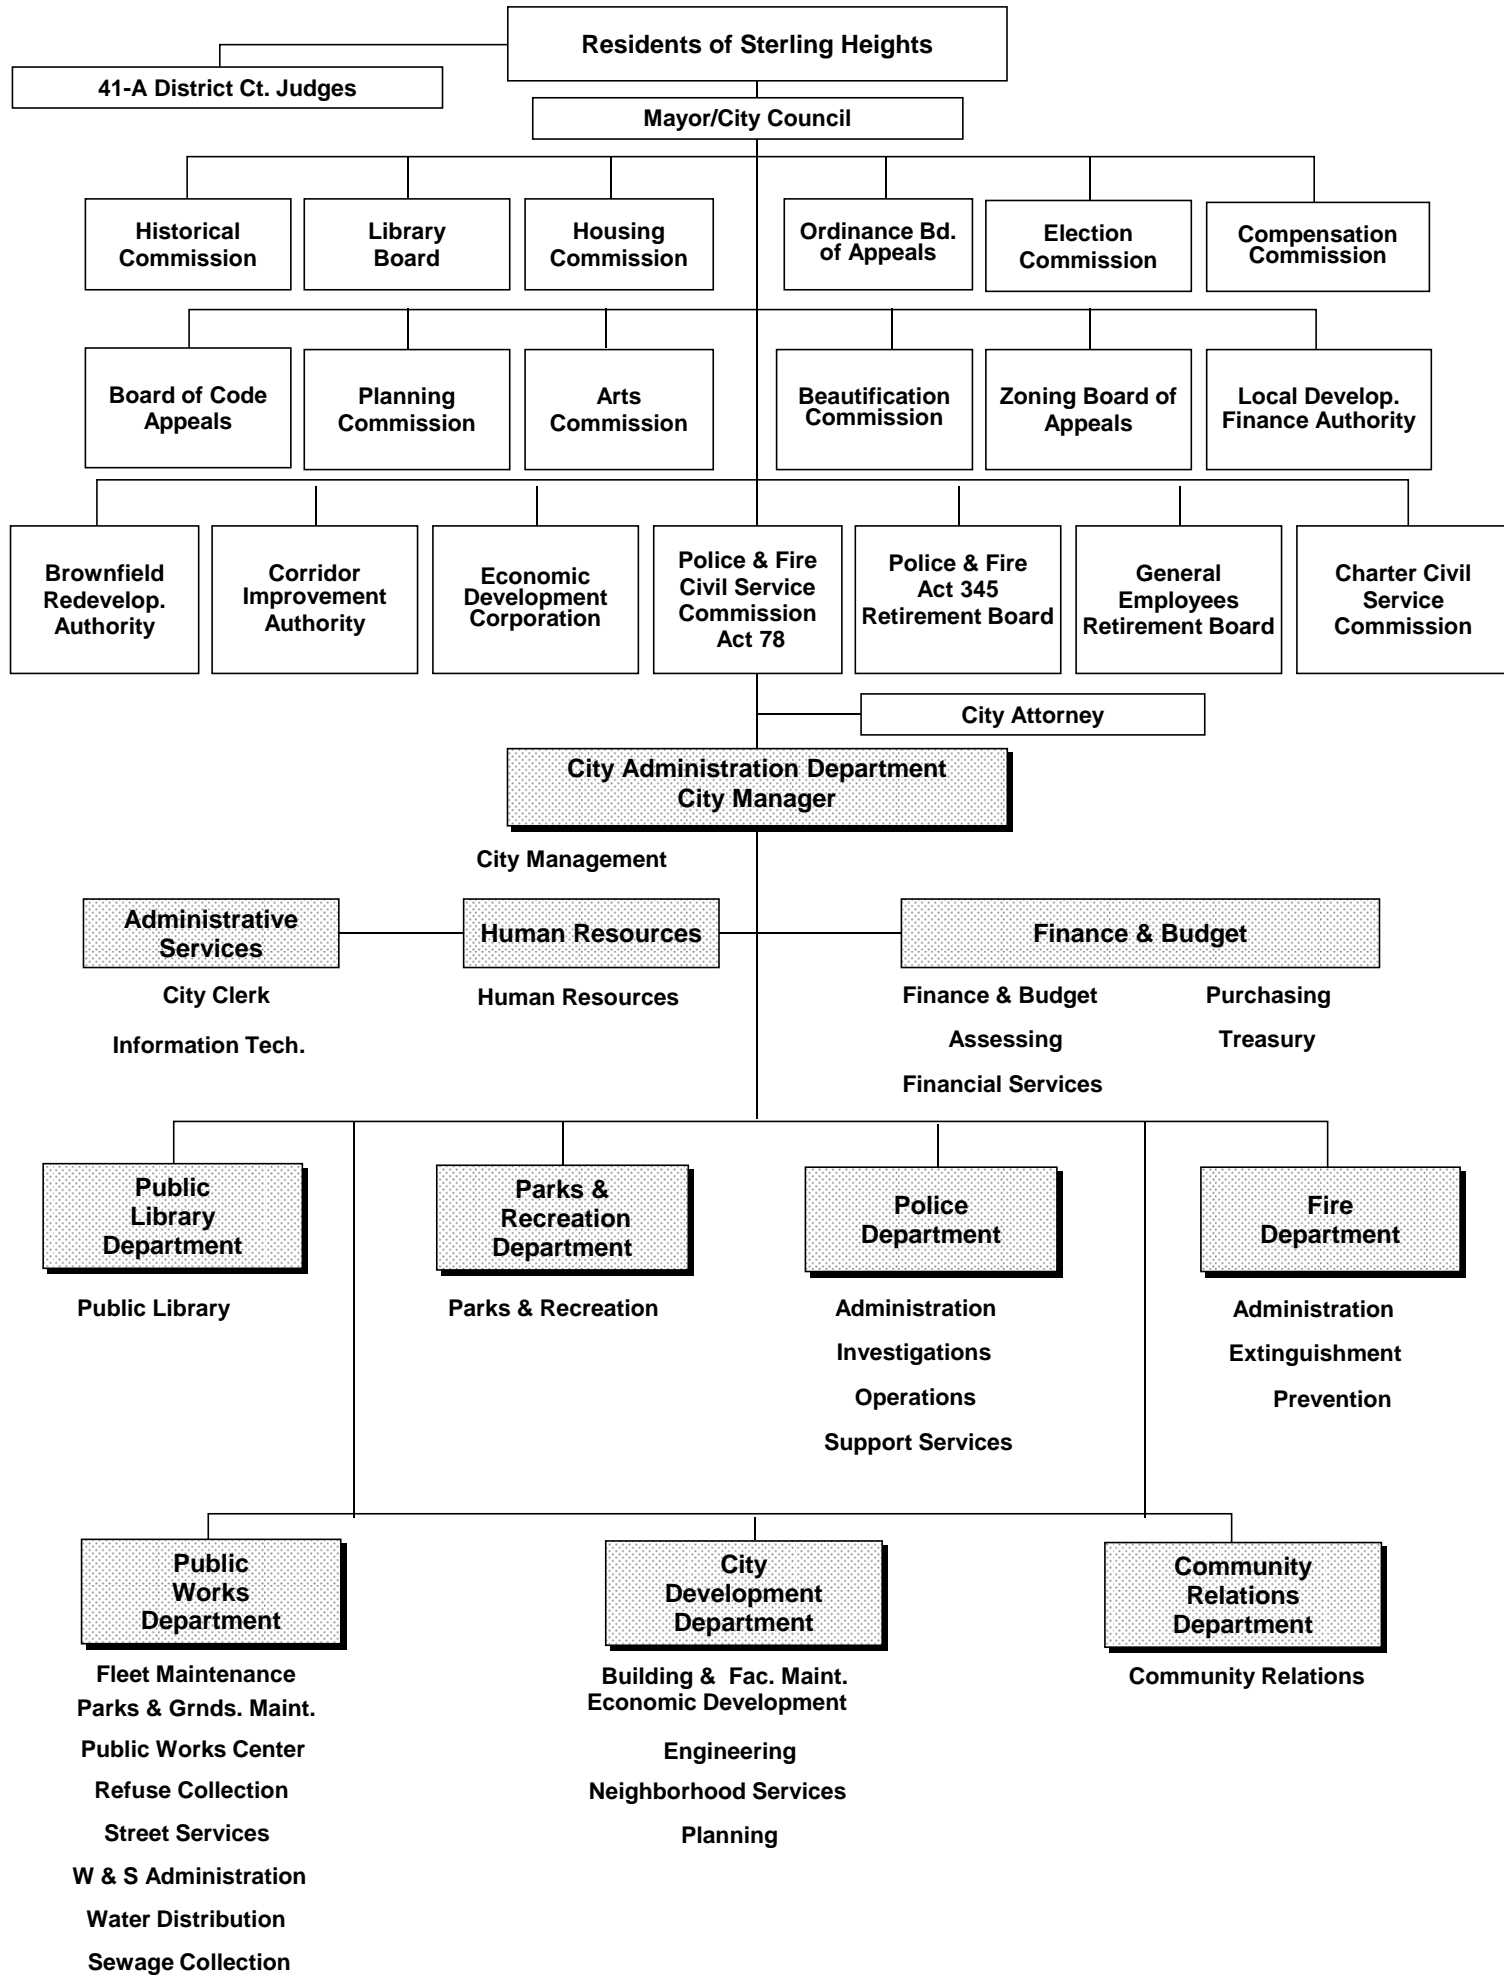 Residents of Sterling Heights
41-A District Ct. Judges
Mayor/City Council
Historical
Commission
Library
Board
Housing
Commission
Ordinance Bd.
of Appeals
Election
Commission
Compensation
Commission
Board of Code
Appeals
Planning
Commission
Arts
Commission
Beautification
Commission
Zoning Board of
Appeals
Local Develop.
Finance Authority
Brownfield
Redevelop.
Authority
Corridor
Improvement
Authority
Economic
Development
Corporation
Police & Fire
Civil Service
Commission
Act 78
Police & Fire
Act 345
Retirement Board
General
Employees
Retirement Board
Charter Civil
Service
Commission
City Attorney
City Administration Department
City Manager
City Management
Administrative
Services
City Clerk
Information Tech.
Human Resources
Human Resources
Finance & Budget
Finance & Budget
Assessing
Financial Services
Purchasing
Treasury
Public
Library
Department
Public Library
Parks &
Recreation
Department
Parks & Recreation
Police
Department
Administration
Investigations
Operations
Support Services
Fire
Department
Administration
Extinguishment
Prevention
Public
Works
Department
Fleet Maintenance
Parks & Grnds. Maint.
Public Works Center
Refuse Collection
Street Services
W & S Administration
Water Distribution
Sewage Collection
City
Development
Department
Building & Fac. Maint.
Economic Development
Engineering
Neighborhood Services
Planning
Community
Relations
Department
Community Relations